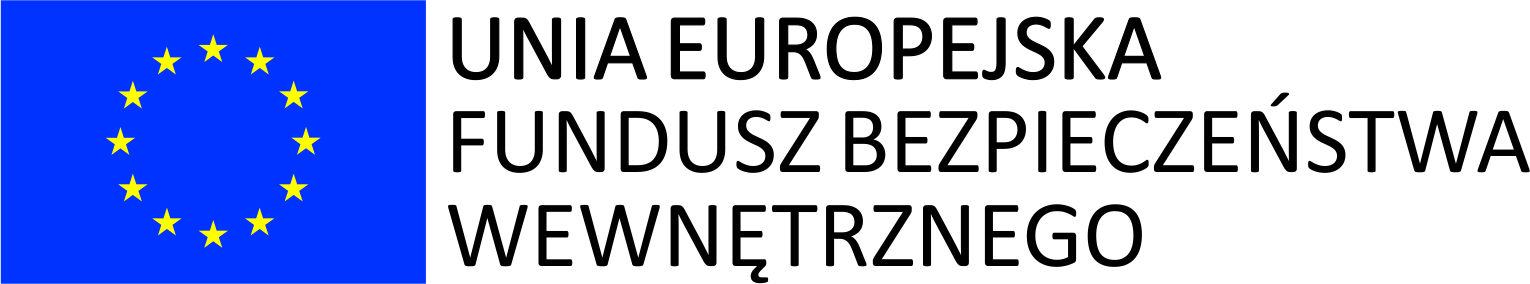 UNIA EUROPEJSKA
FUNDUSZ BEZPIECZEŃSTWA
WEWNĘTRZNEGO